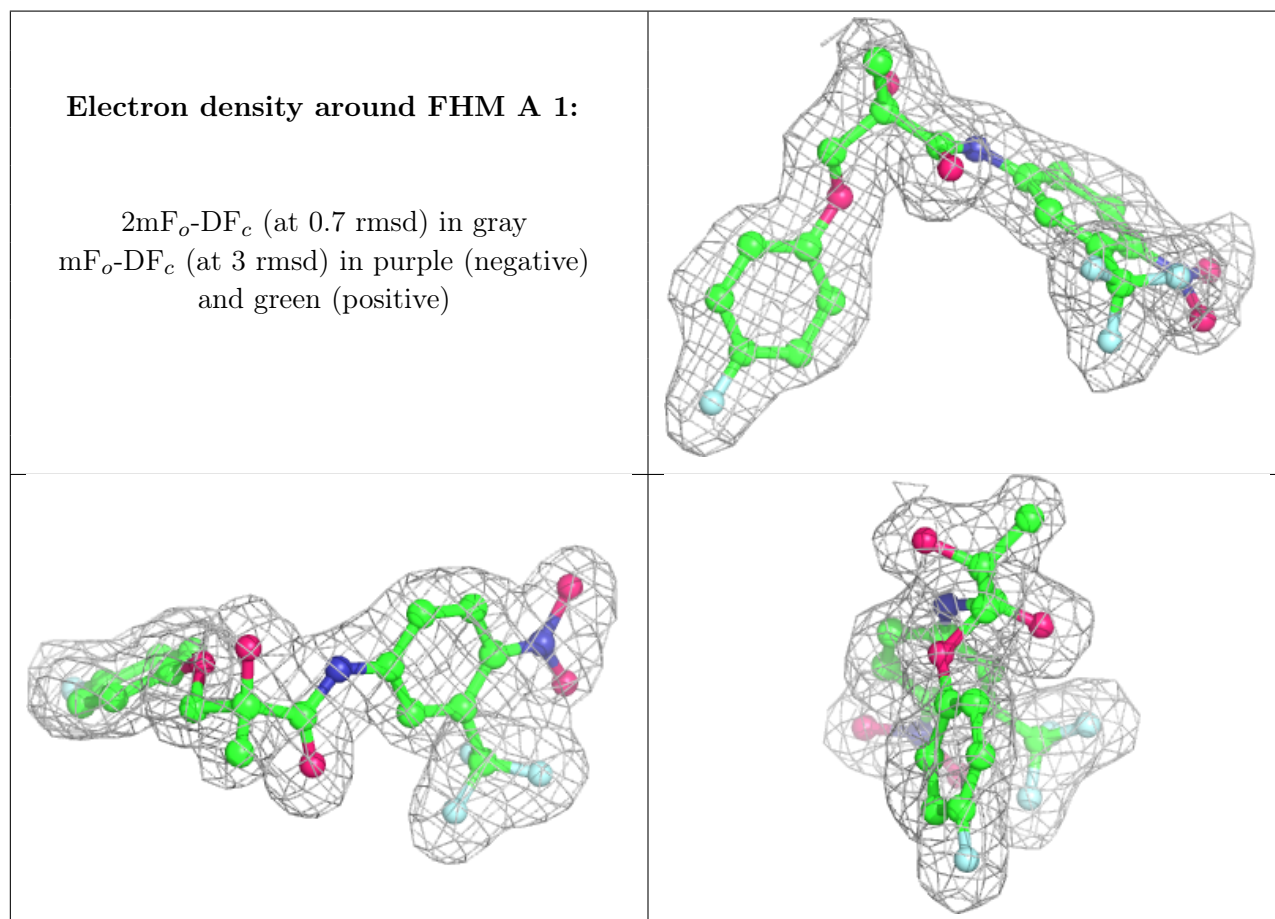 Electron density around FHM A 1:
2mFo-DFc (at 0.7 rmsd) in gray
mFo-DFc (at 3 rmsd) in purple (negative)
and green (positive)